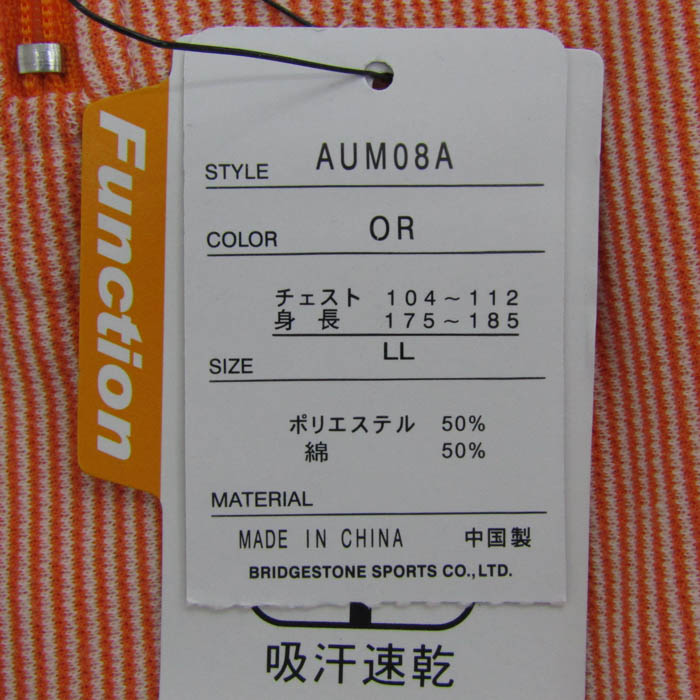 Function
STYLE AUM08A
COLOR OR
チェスト 104～112
身長 175～185
SIZE LL
ポリエステル 50%
綿 50%
MATERIAL
MADE IN CHINA 中国製
BRIDGESTONE SPORTS CO.,LTD.
吸汗速乾